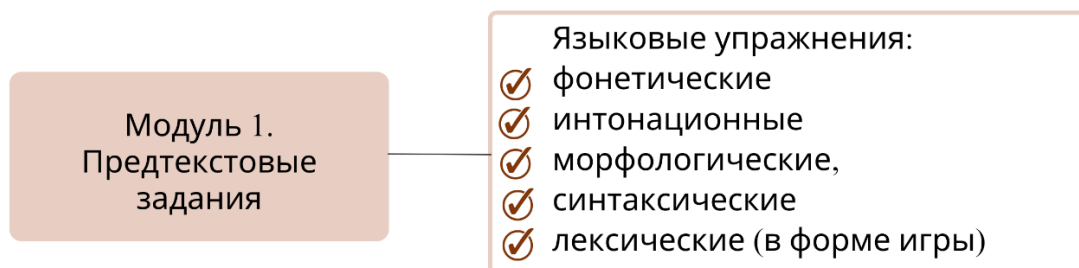 Модуль 1.
Предтекстовые
задания
Языковые упражнения:
фонетические
интонационные
морфологические,
синтаксические
лексические (в форме игры)